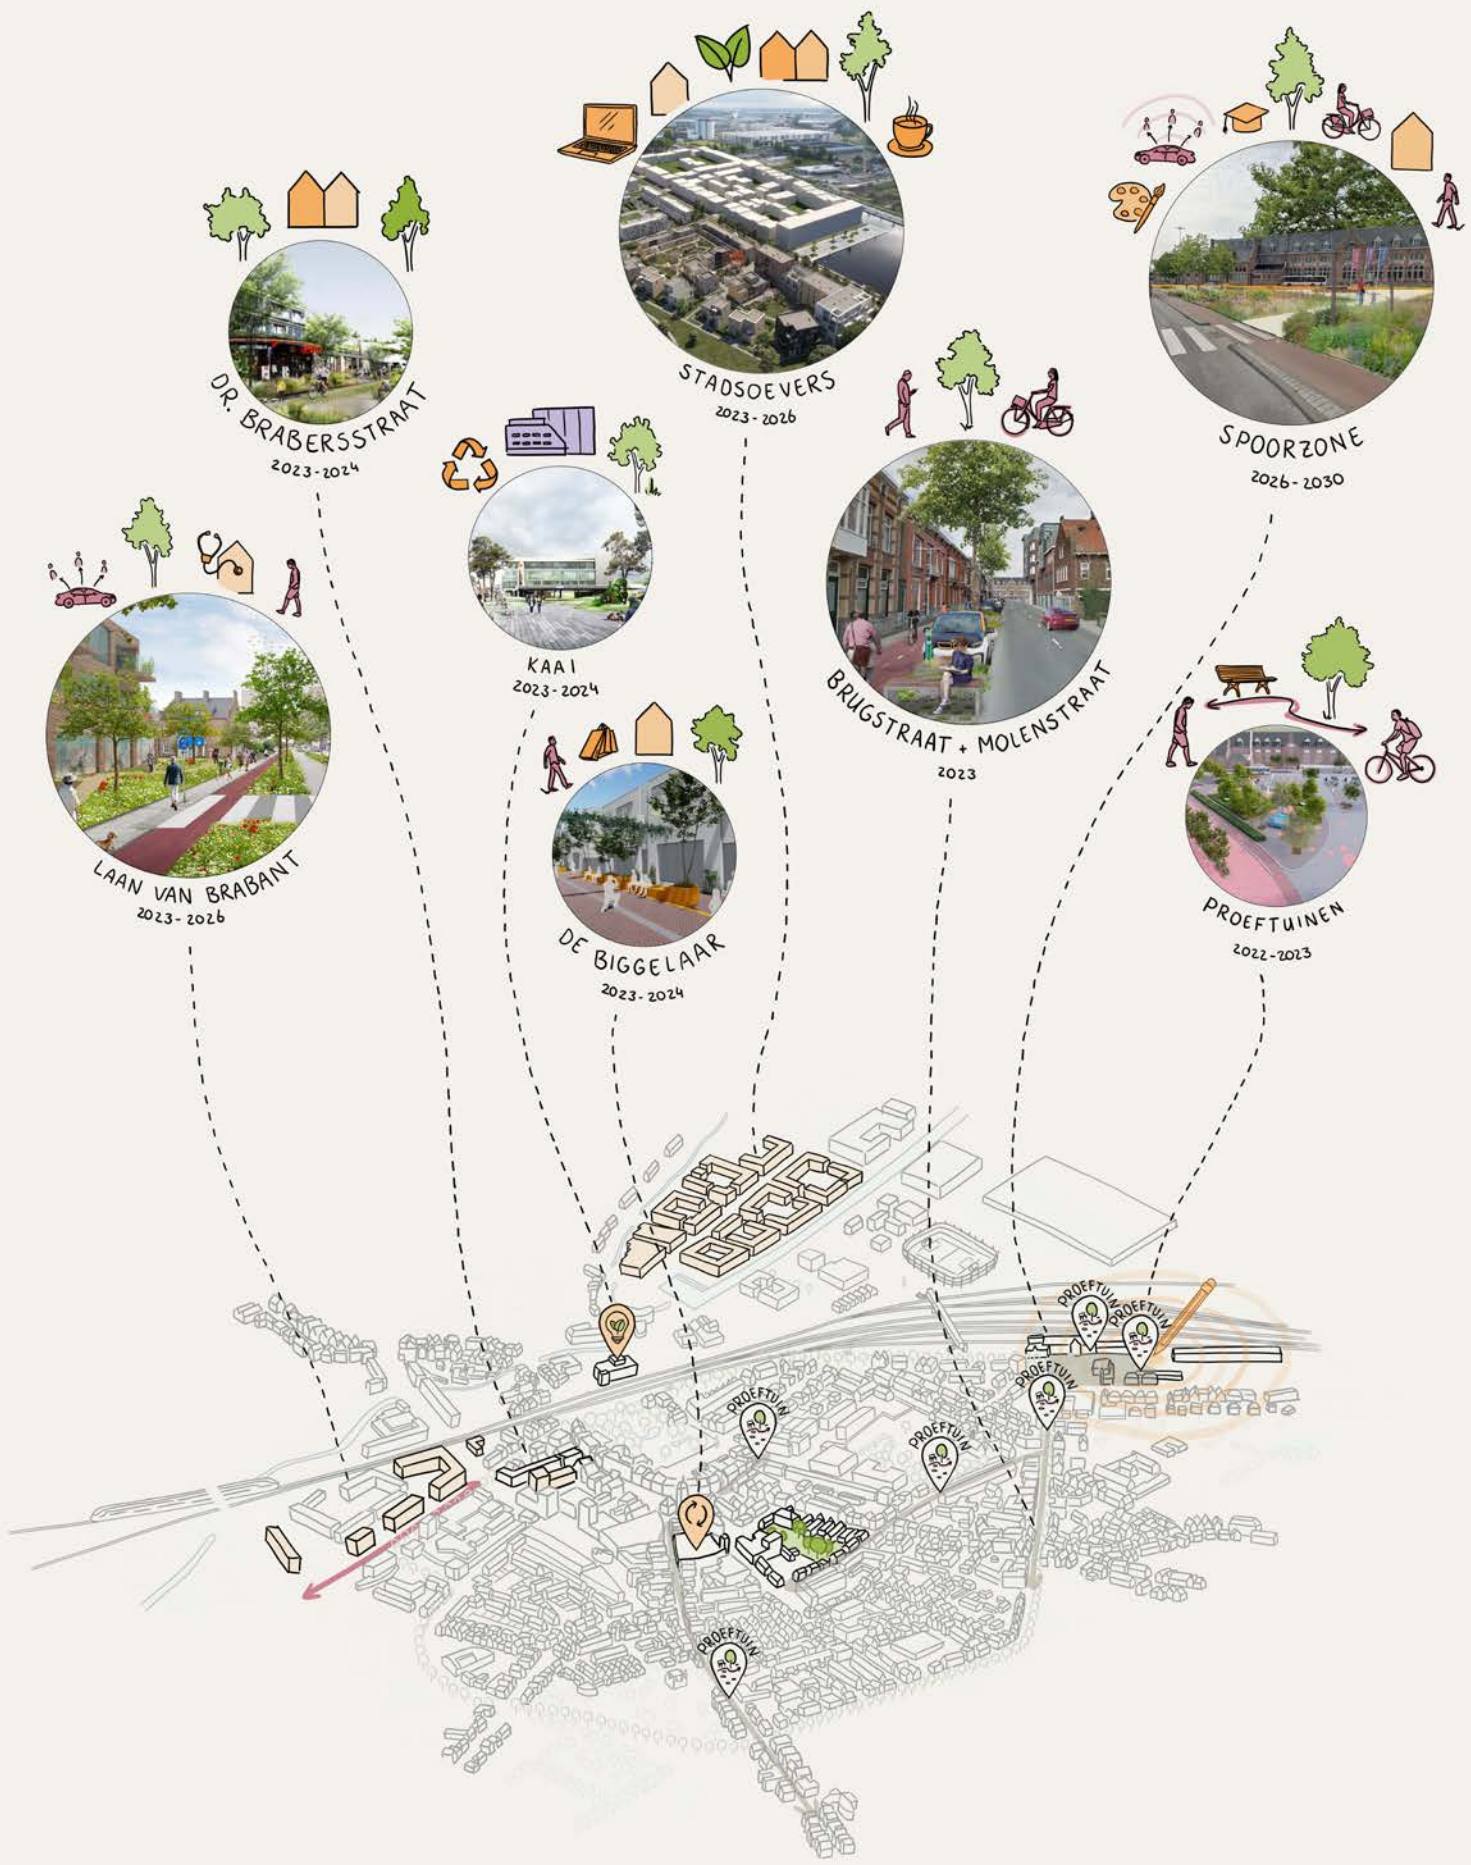 STADSOEVERS
2023-2026
DR. BRABERSSTRAAT
2023-2024
SPOORZONE
2026-2030
KAAI
2023-2024
BRUGSTRAAT + MOLENSTRAAT
2023
LAAN VAN BRABANT
2023-2026
DE BIGGELAAR
2023-2024
PROEFTUINEN
2022-2023
PROEFTUIN
PROEFTUIN
PROEFTUIN
PROEFTUIN
PROEFTUIN
PROEFTUIN